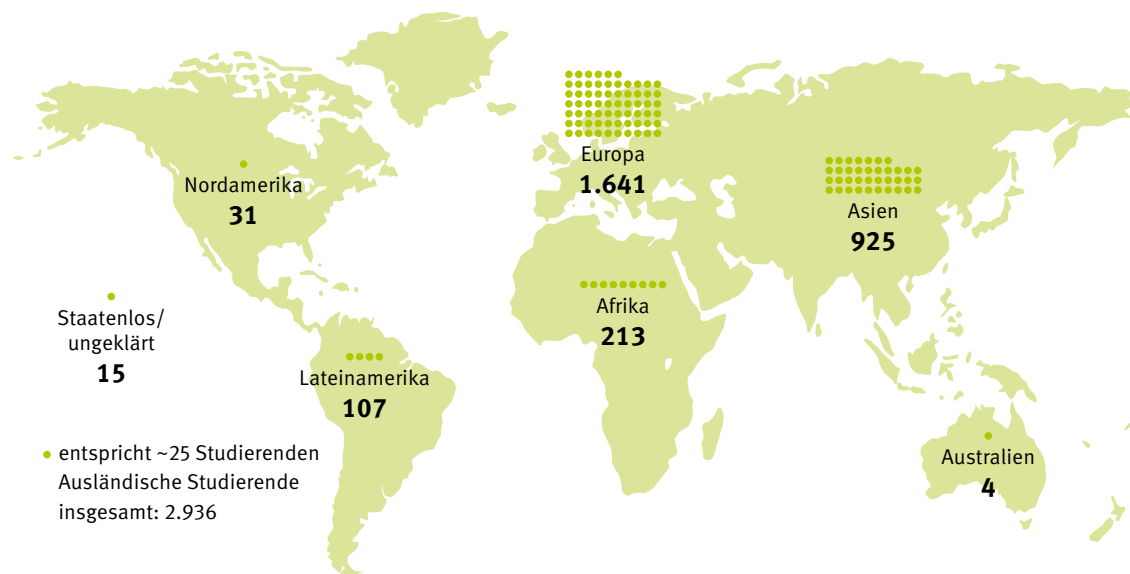 Europa
1.641
Nordamerika
31
Asien
925
Staatenlos/
ungeklärt
15
Afrika
213
Lateinamerika
107
Australien
4
entspricht ~25 Studierenden
Ausländische Studierende
insgesamt: 2.936